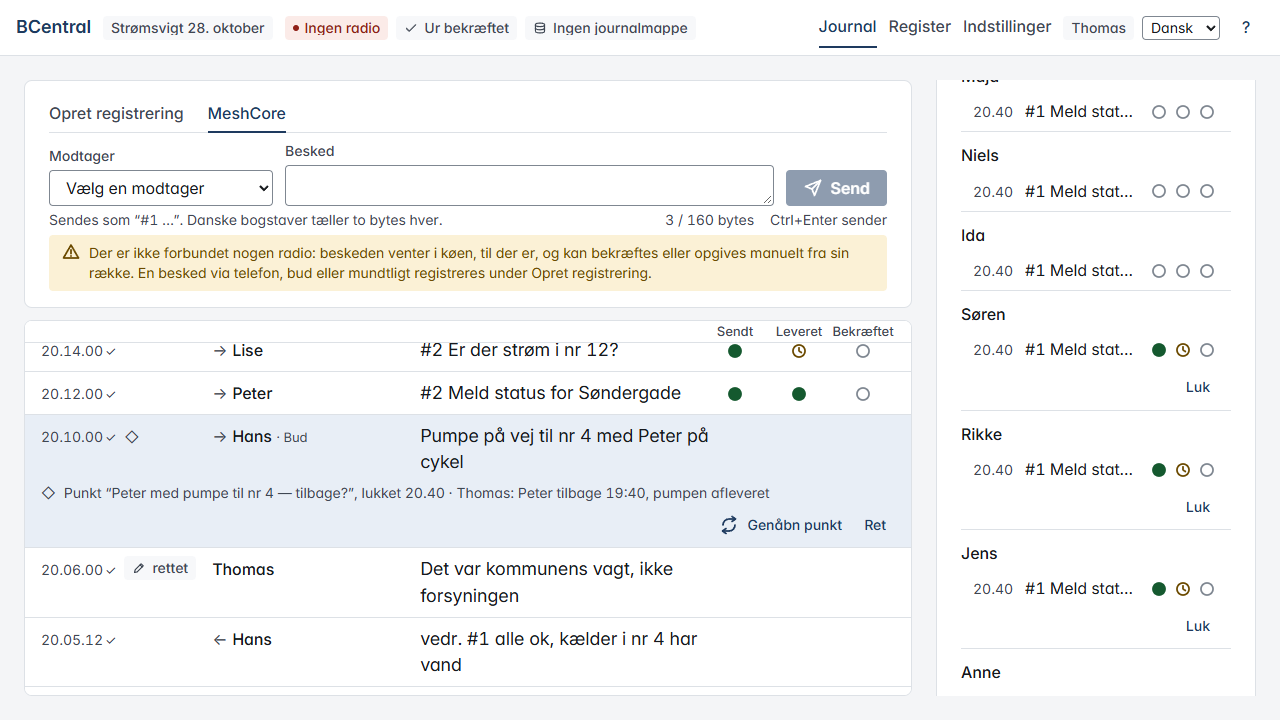 BCentral
Strømsvigt 28. oktober
Ingen radio
Ur bekræftet
Ingen journalmappe
Journal
Register
Indstillinger
Thomas
Dansk
?
Opret registrering
MeshCore
Modtager
Vælg en modtager
Besked
Send
Sendes som “#1 …”. Danske bogstaver tæller to bytes hver.
3 / 160 bytes
Ctrl+Enter sender
Der er ikke forbundet nogen radio: beskeden venter i køen, til der er, og kan bekræftes eller opgives manuelt fra sin
række. En besked via telefon, bud eller mundtligt registreres under Opret registrering.
Sendt
Leveret
Bekræftet
20.14.00 ✓ → Lise #2 Er der strøm i nr 12?
20.12.00 ✓ → Peter #2 Meld status for Søndergade
20.10.00 ✓ ◇ → Hans · Bud Pumpe på vej til nr 4 med Peter på
cykel
◇ Punkt “Peter med pumpe til nr 4 — tilbage?”, lukket 20.40 · Thomas: Peter tilbage 19:40, pumpen afleveret
Genåbn punkt
Ret
20.06.00 ✓ rettet Thomas Det var kommunens vagt, ikke
forsyningen
20.05.12 ✓ ← Hans vedr. #1 alle ok, kælder i nr 4 har
vand
Maja
20.40 #1 Meld stat…
Niels
20.40 #1 Meld stat…
Ida
20.40 #1 Meld stat…
Søren
20.40 #1 Meld stat…
Luk
Rikke
20.40 #1 Meld stat…
Luk
Jens
20.40 #1 Meld stat…
Luk
Anne